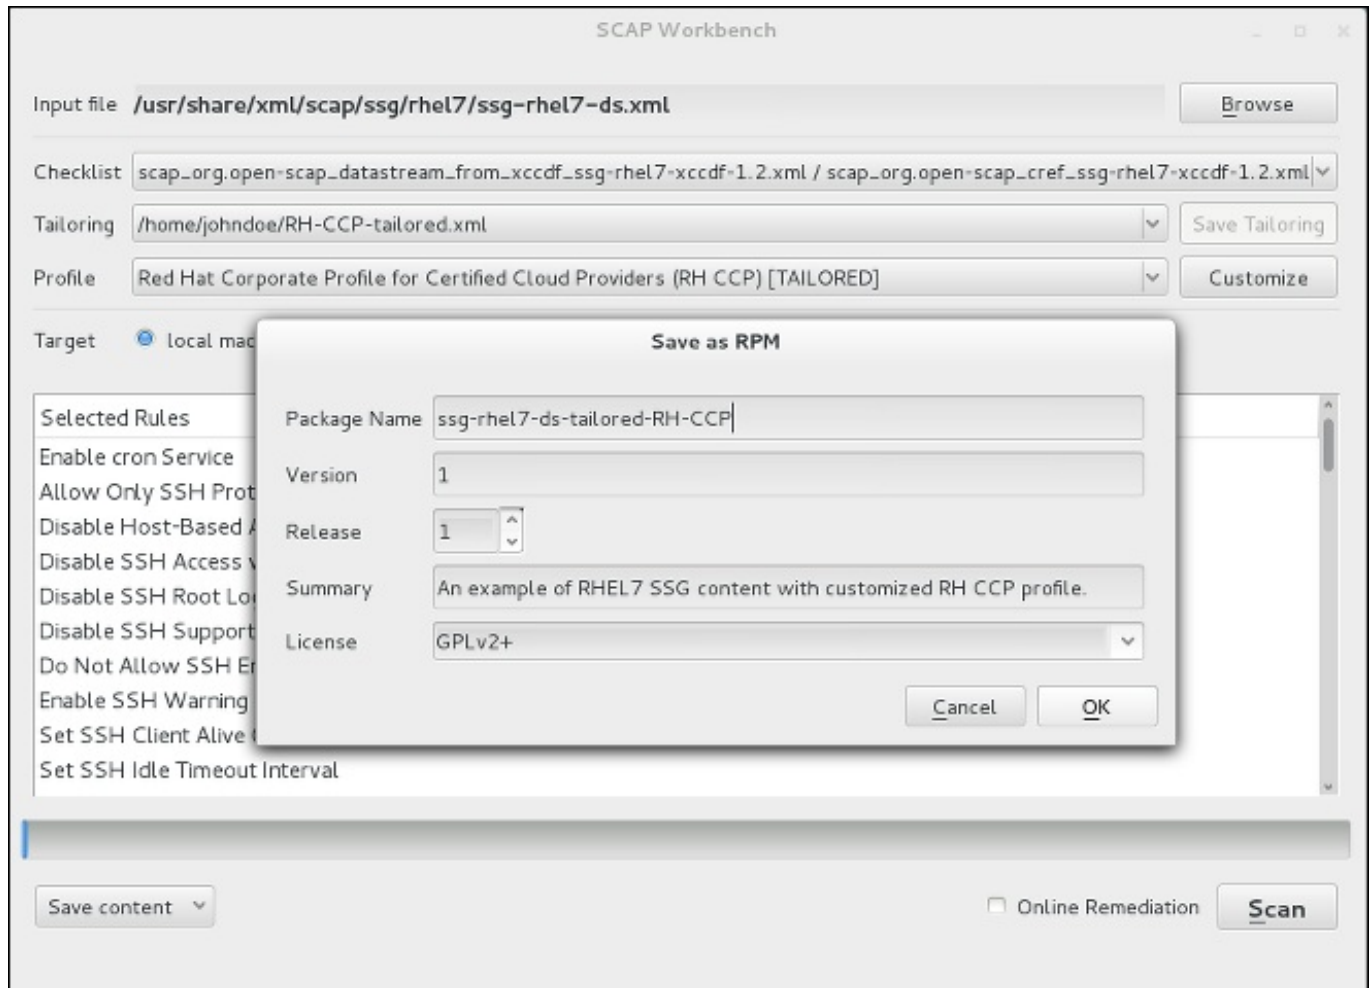 SCAP Workbench
Input file /usr/share/xml/scap/ssg/rhel7/ssg-rhel7-ds.xml Browse
Checklist scap_org.open-scap_datastream_from_xccdf_ssg-rhel7-xccdf-1.2.xml / scap_org.open-scap_cref_ssg-rhel7-xccdf-1.2.xml
Tailoring /home/johndoe/RH-CCP-tailored.xml Save Tailoring
Profile Red Hat Corporate Profile for Certified Cloud Providers (RH CCP) [TAILORED] Customize
Target local mac
Save as RPM
Package Name ssg-rhel7-ds-tailored-RH-CCP
Version 1
Release 1
Summary An example of RHEL7 SSG content with customized RH CCP profile.
License GPLv2+
Cancel OK
Selected Rules
Enable cron Service
Allow Only SSH Prot
Disable Host-Based A
Disable SSH Access v
Disable SSH Root Lo
Disable SSH Support
Do Not Allow SSH En
Enable SSH Warning
Set SSH Client Alive C
Set SSH Idle Timeout Interval
Save content Online Remediation Scan